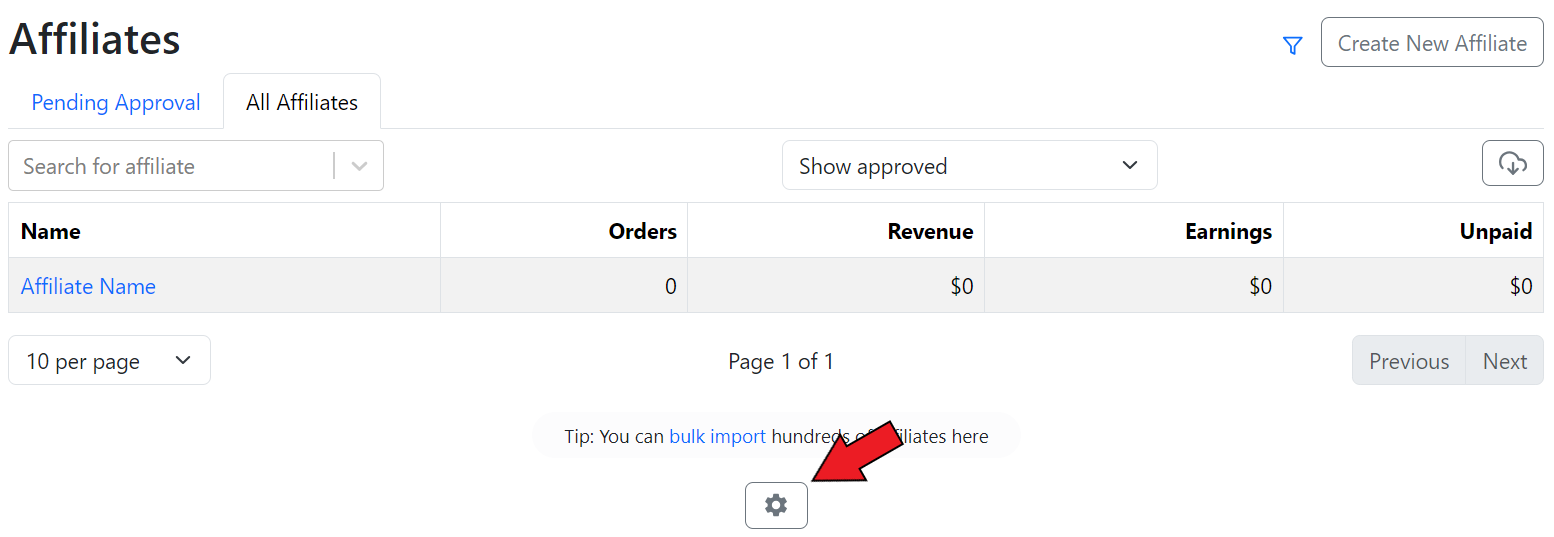 Affiliates
Create New Affiliate
Pending Approval
All Affiliates
Search for affiliate
Show approved
Name Orders Revenue Earnings Unpaid
Affiliate Name 0 $0 $0 $0
10 per page
Page 1 of 1
Previous Next
Tip: You can bulk import hundreds of affiliates here